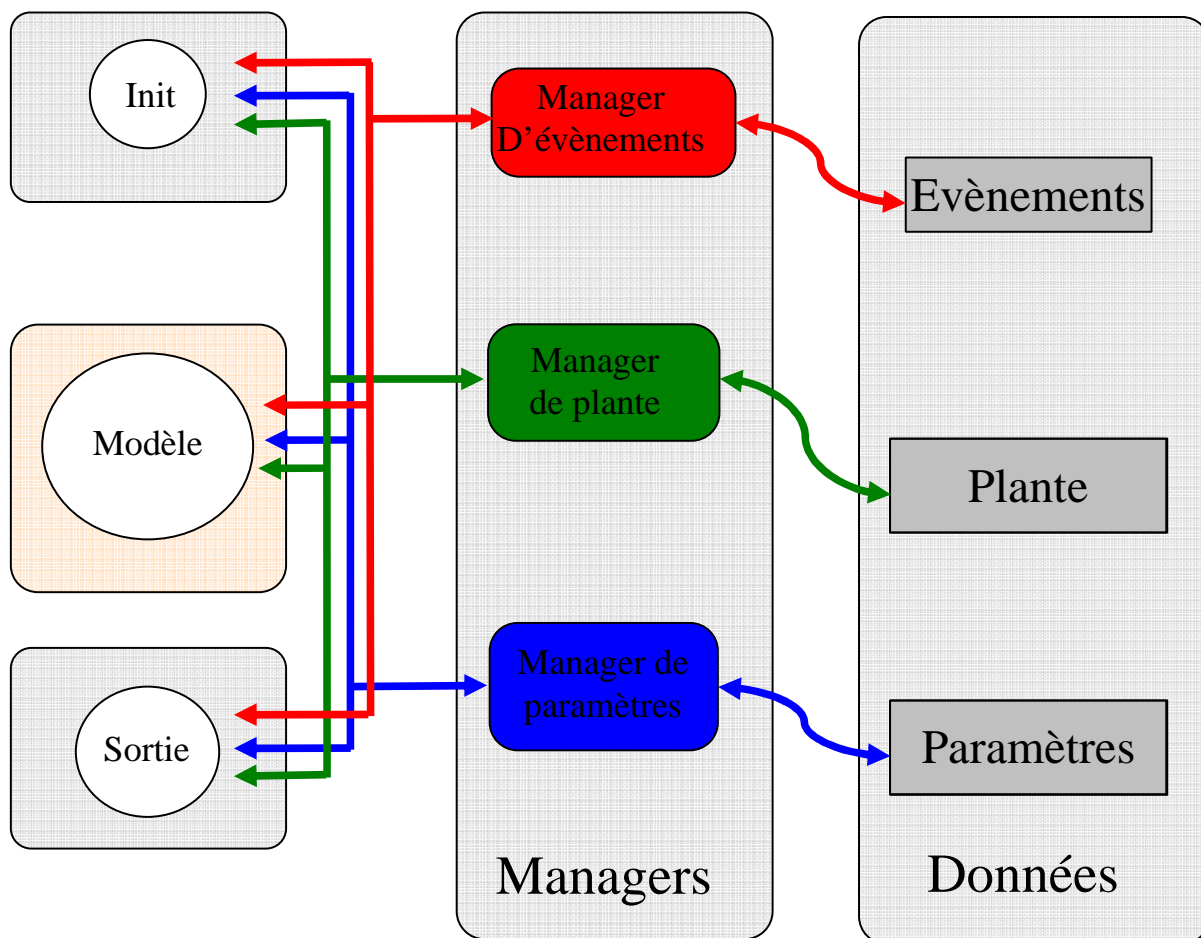 Init
Modèle
Sortie
Manager
D'évènements
Manager
de plante
Manager de
paramètres
Managers
Evènements
Plante
Paramètres
Données